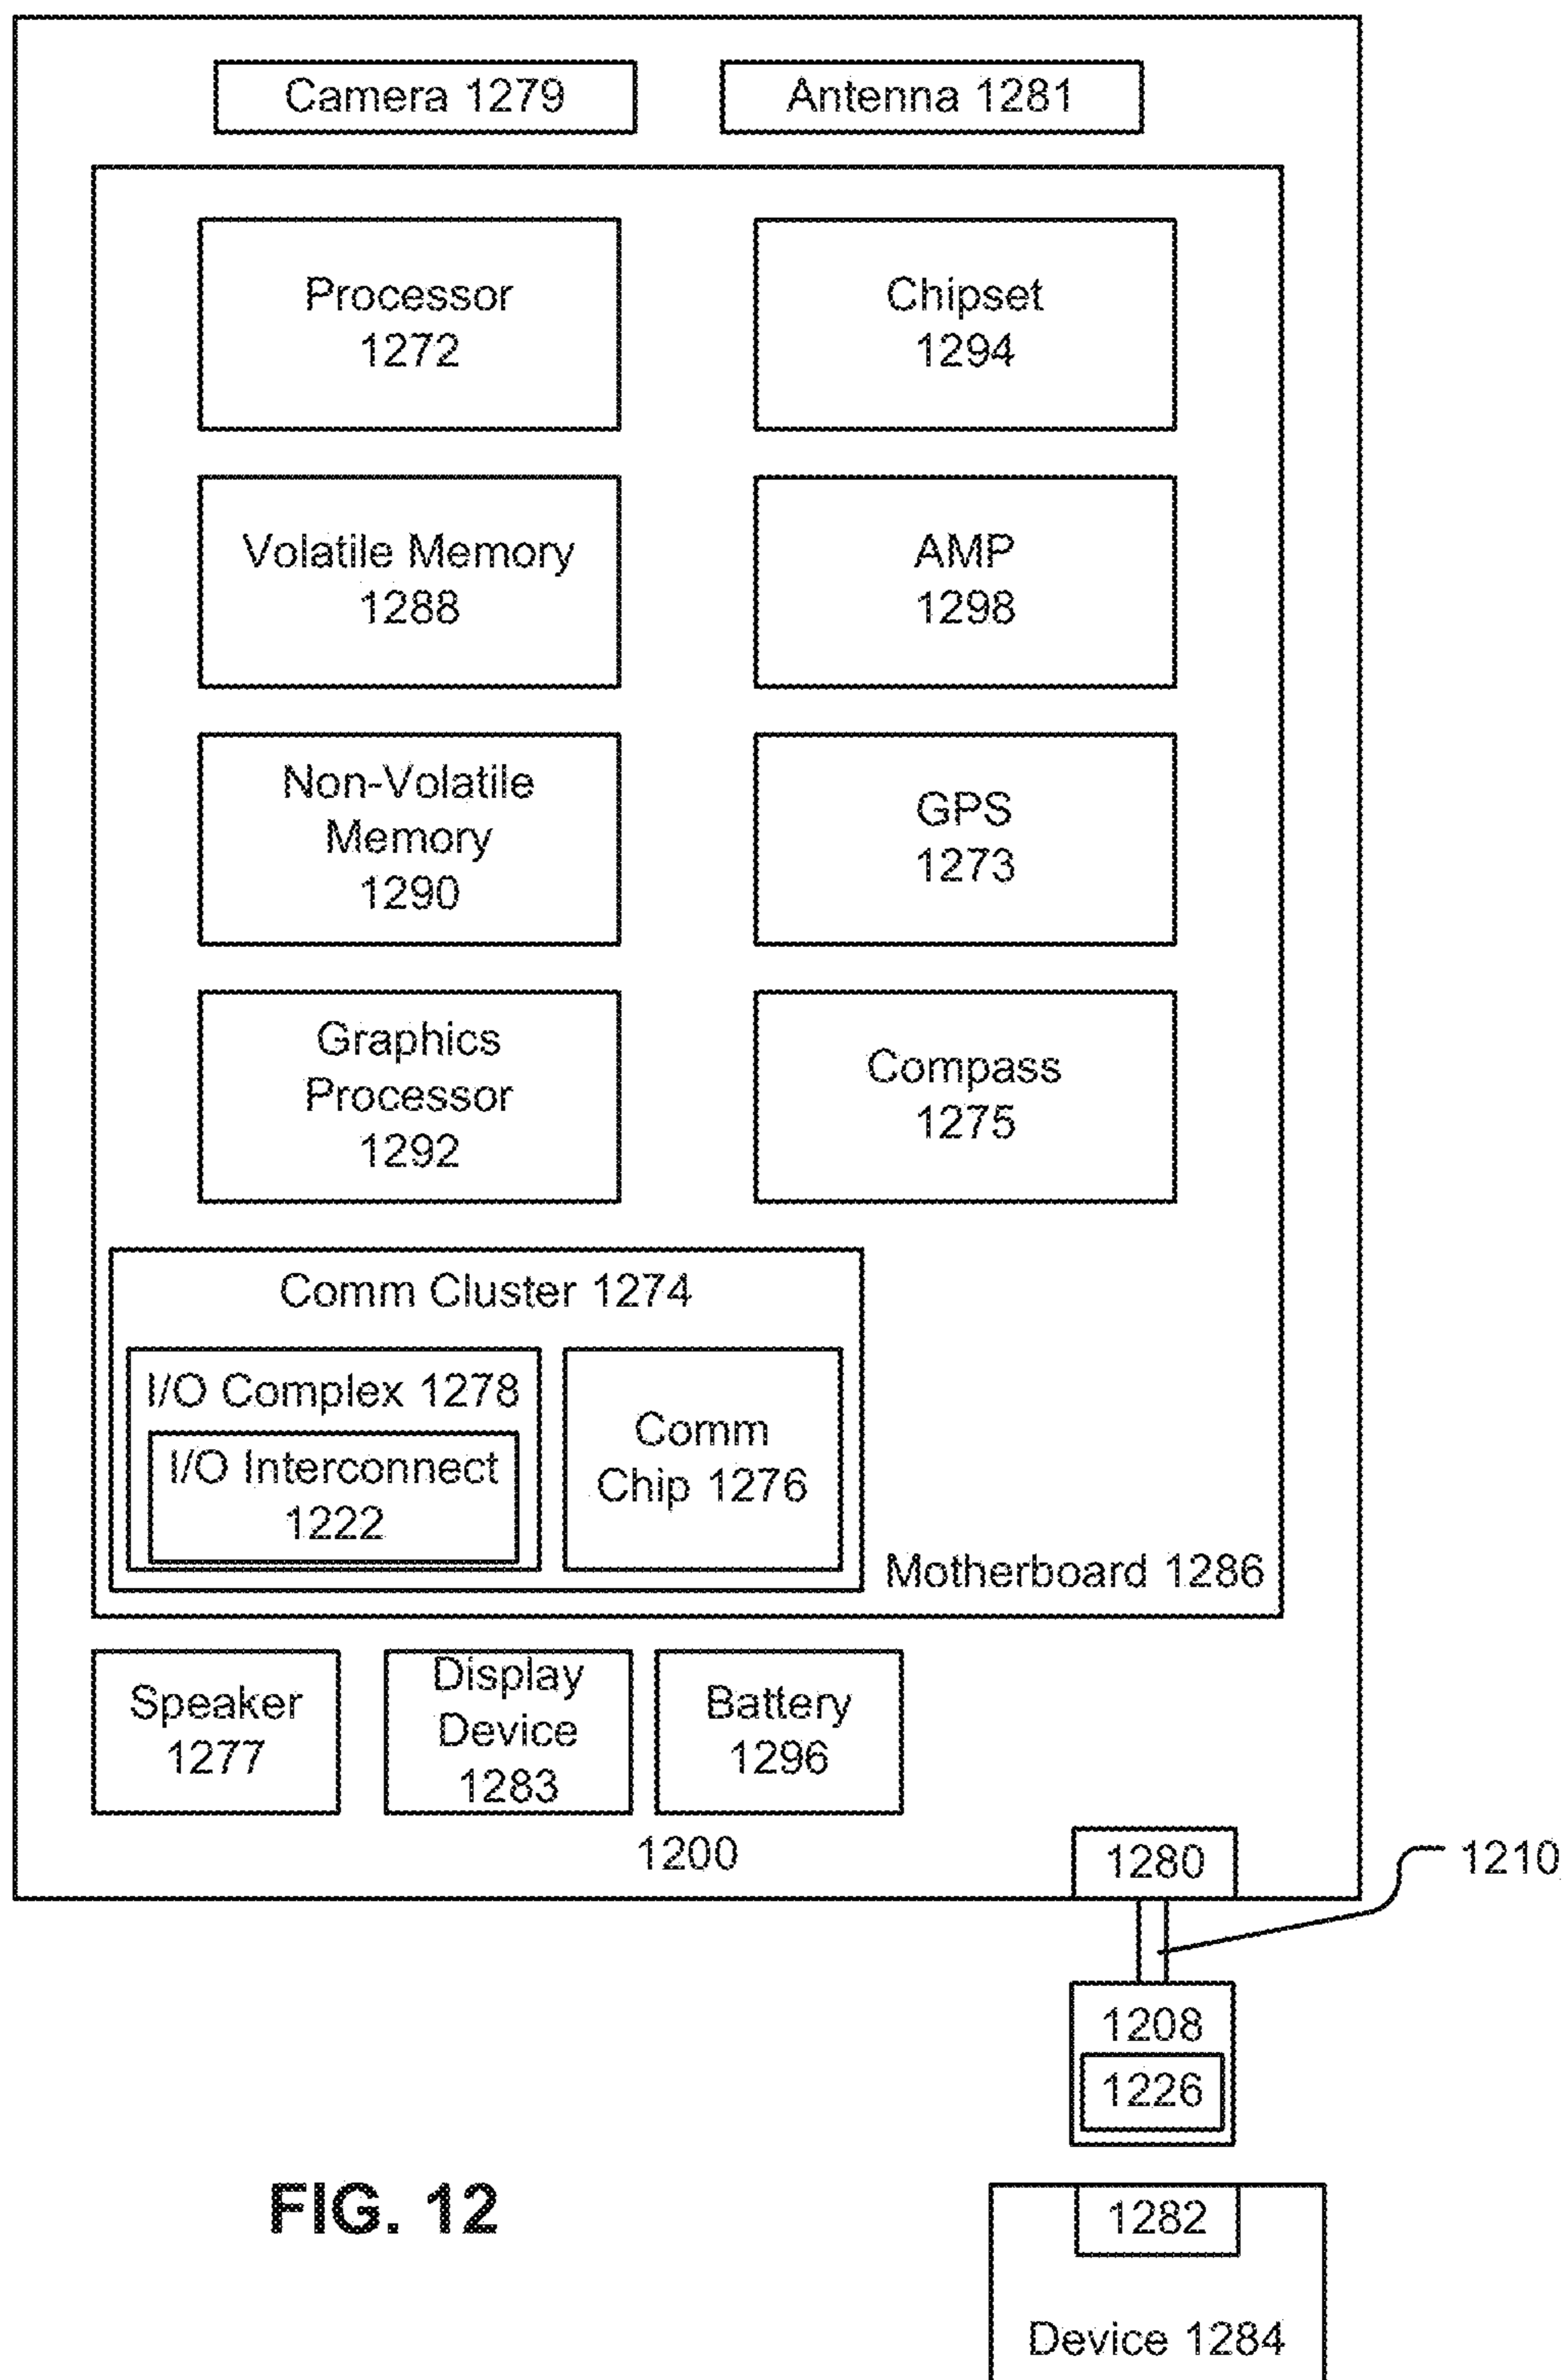 Camera 1279
Antenna 1281
Processor
1272
Chipset
1294
Volatile Memory
1288
AMP
1298
Non-Volatile
Memory
1290
GPS
1273
Graphics
Processor
1292
Compass
1275
Comm Cluster 1274
I/O Complex 1278
I/O Interconnect
1222
Comm
Chip 1276
Motherboard 1286
Speaker
1277
Display
Device
1283
Battery
1296
1200
1280
1210
1208
1226
FIG. 12
1282
Device 1284